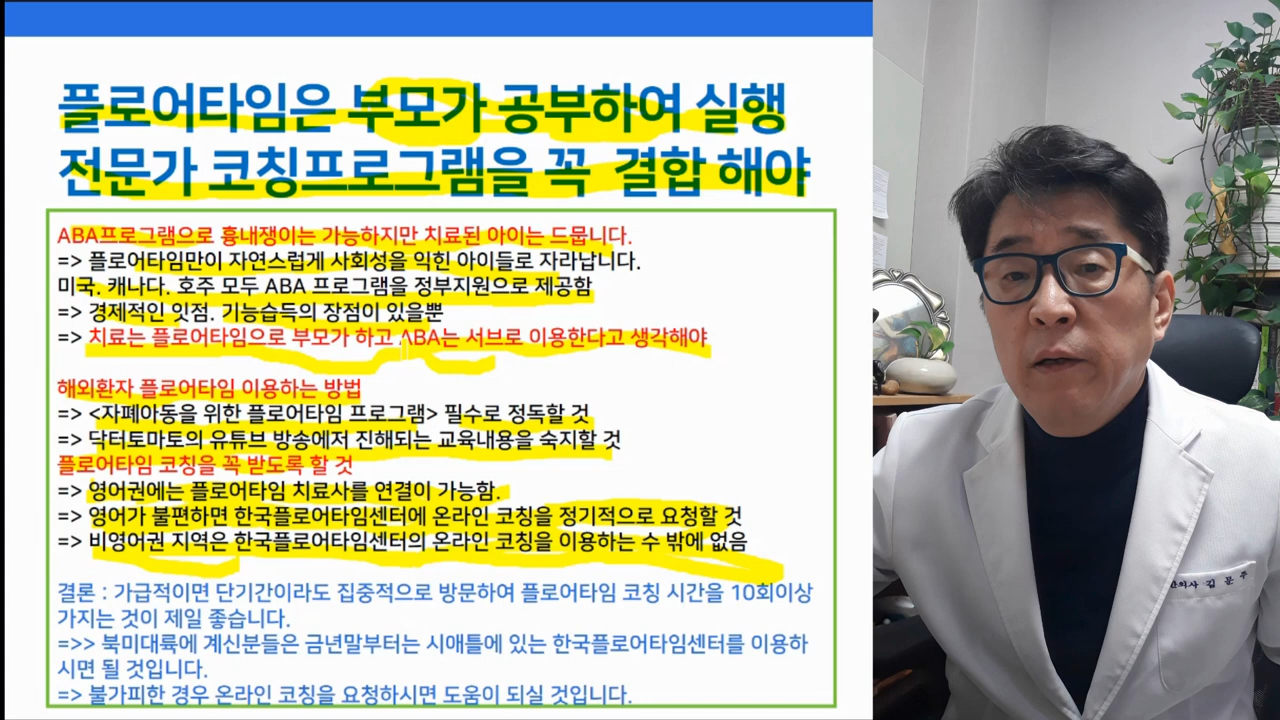 플로어타임은 부모가 공부하여 실행
전문가 코칭프로그램을 꼭 결합 해야
ABA프로그램으로 흉내쟁이는 가능하지만 치료된 아이는 드뭅니다.
=> 플로어타임만이 자연스럽게 사회성을 익힌 아이들로 자라납니다.
미국. 캐나다. 호주 모두 ABA 프로그램을 정부지원으로 제공함
=> 경제적인 잇점. 기능습득의 장점이 있을뿐
=> 치료는 플로어타임으로 부모가 하고 ABA는 서브로 이용한다고 생각해야
해외환자 플로어타임 이용하는 방법
=> <자폐아동을 위한 플로어타임 프로그램> 필수로 정독할 것
=> 닥터토마토의 유튜브 방송에저 진해되는 교육내용을 숙지할 것
플로어타임 코칭을 꼭 받도록 할 것
=> 영어권에는 플로어타임 치료사를 연결이 가능함.
=> 영어가 불편하면 한국플로어타임센터에 온라인 코칭을 정기적으로 요청할 것
=> 비영어권 지역은 한국플로어타임센터의 온라인 코칭을 이용하는 수 밖에 없음
결론 : 가급적이면 단기간이라도 집중적으로 방문하여 플로어타임 코칭 시간을 10회이상
가지는 것이 제일 좋습니다.
=>> 북미대륙에 계신분들은 금년말부터는 시애틀에 있는 한국플로어타임센터를 이용하
시면 될 것입니다.
=> 불가피한 경우 온라인 코칭을 요청하시면 도움이 되실 것입니다.
한의사 김문주